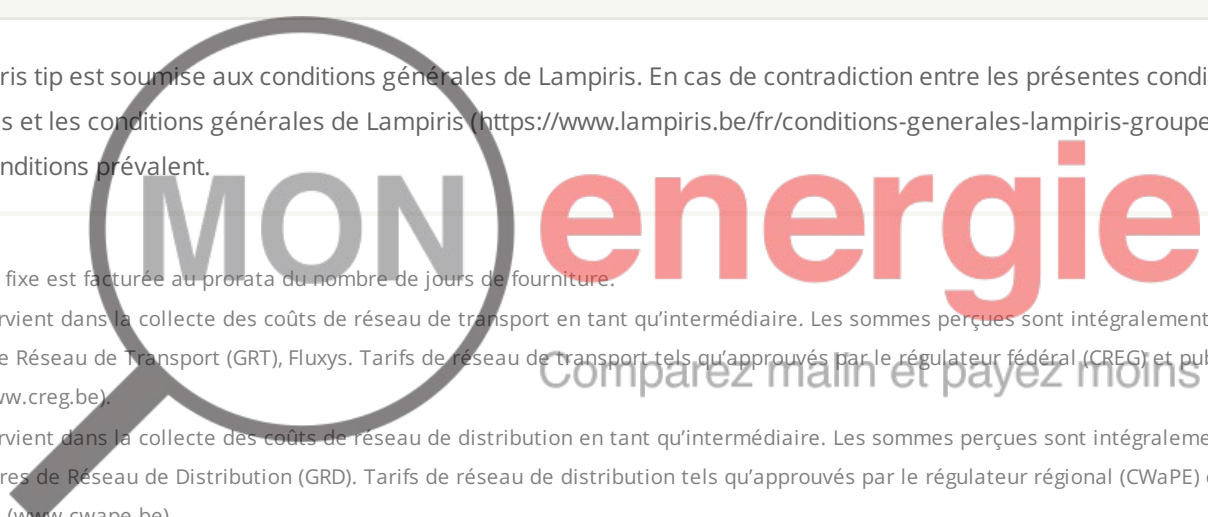 ris tip est soumise aux conditions générales de Lampiris. En cas de contradiction entre les présentes condi
s et les conditions générales de Lampiris (https://www.lampiris.be/fr/conditions-generales-lampiris-groupe
nditions prévalent.
MON energie
fixe est facturée au prorata du nombre de jours de fourniture.
rvient dans la collecte des coûts de réseau de transport en tant qu’intermédiaire. Les sommes perçues sont intégralement
e Réseau de Transport (GRT), Fluxys. Tarifs de réseau de transport tels qu’approuvés par le régulateur fédéral (CREG) et pub
Comparez malin et payez moins
ww.creg.be).
rvient dans la collecte des coûts de réseau de distribution en tant qu’intermédiaire. Les sommes perçues sont intégraleme
res de Réseau de Distribution (GRD). Tarifs de réseau de distribution tels qu’approuvés par le régulateur régional (CWaPE) e
(www.cwape.be)